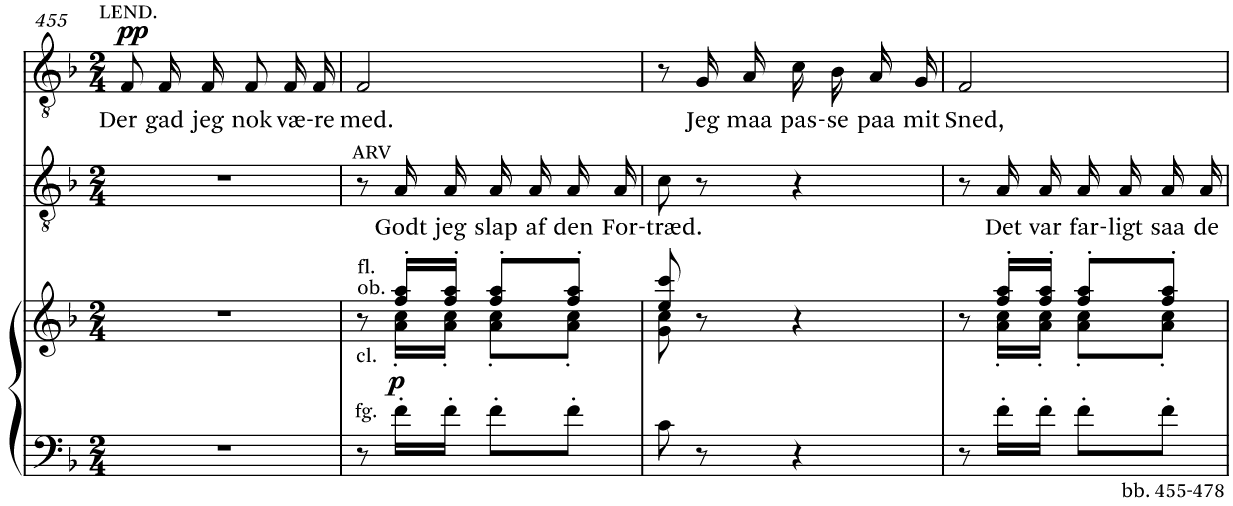 455
LEND.
pp
Der gad jeg nok væ-re med. Jeg maa pas-se paa mit Sned,
ARV
Godt jeg slap af den For-træd. Det var far-ligt saa de
fl.
ob.
cl.
p
fg.
bb. 455-478